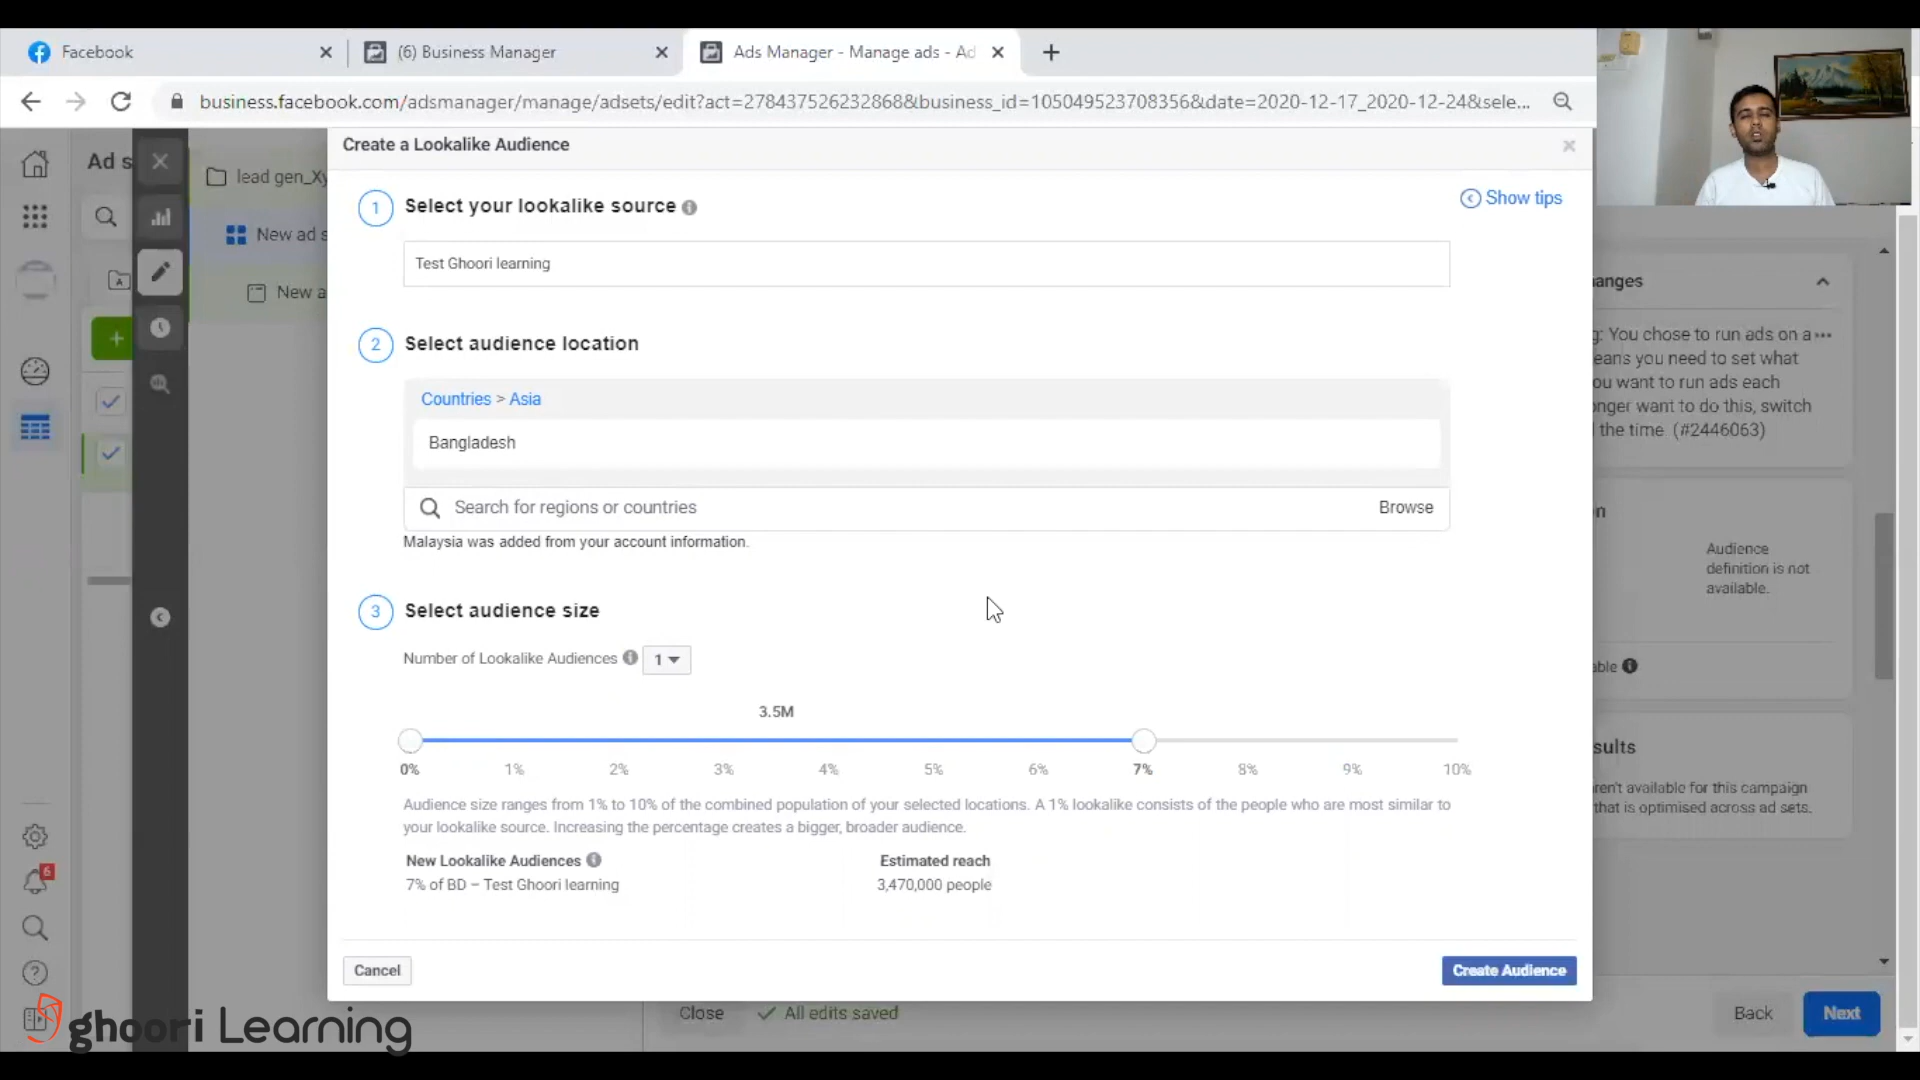 Facebook
(6) Business Manager
Ads Manager - Manage ads - Ad
business.facebook.com/adsmanager/manage/adsets/edit?act=278437526232868&business_id=105049523708356&date=2020-12-17_2020-12-24&sele...
Create a Lookalike Audience
Ad s
lead gen_Xy
New ad s
New a
1 Select your lookalike source
Show tips
Test Ghoori learning
2 Select audience location
Countries > Asia
Bangladesh
Search for regions or countries
Browse
Malaysia was added from your account information.
3 Select audience size
Number of Lookalike Audiences 1
3.5M
0% 1% 2% 3% 4% 5% 6% 7% 8% 9% 10%
Audience size ranges from 1% to 10% of the combined population of your selected locations. A 1% lookalike consists of the people who are most similar to
your lookalike source. Increasing the percentage creates a bigger, broader audience.
New Lookalike Audiences
Estimated reach
7% of BD – Test Ghoori learning
3,470,000 people
Cancel
Create Audience
anges
g: You chose to run ads on a
eans you need to set what
ou want to run ads each
onger want to do this, switch
the time (#2446063)
n
Audience
definition is not
available.
able
sults
ren't available for this campaign
that is optimised across ad sets.
6
Close
All edits saved
Back
Next
ghoori Learning